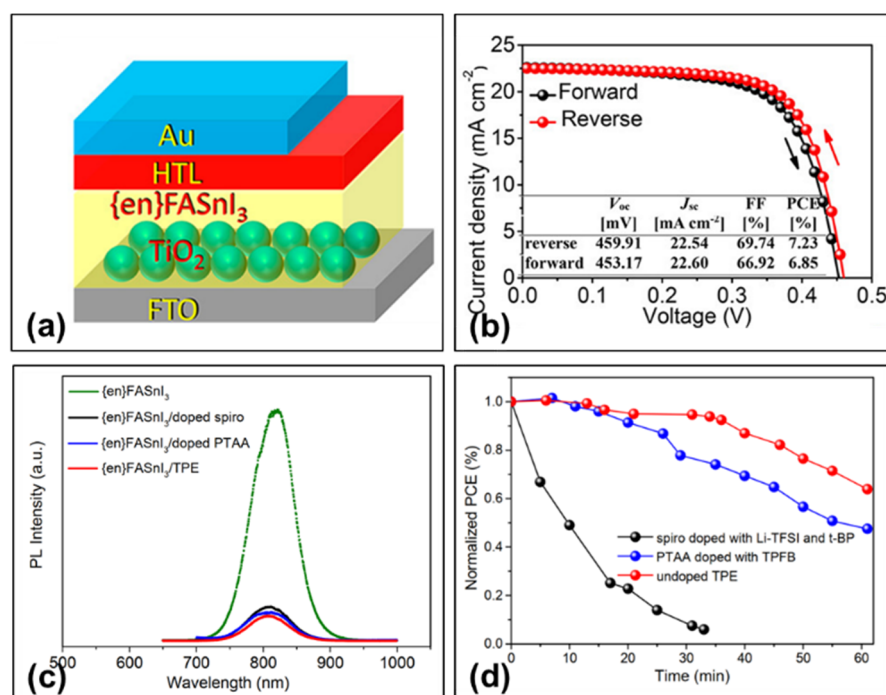 Au
HTL
{en}FASnI3
TiO2
FTO
(a)
25
20
15
10
5
0
Current density (mA cm-2)
Forward
Reverse
Voc Jsc FF PCE
[mV] [mA cm-2] [%] [%]
reverse 459.91 22.54 69.74 7.23
forward 453.17 22.60 66.92 6.85
0.0 0.1 0.2 0.3 0.4 0.5
Voltage (V)
(b)
PL Intensity (a.u.)
{en}FASnI3
{en}FASnI3/doped spiro
{en}FASnI3/doped PTAA
{en}FASnI3/TPE
500 600 700 800 900 1000
Wavelength (nm)
(c)
Normalized PCE (%)
1.0
0.8
0.6
0.4
0.2
0.0
spiro doped with Li-TFSI and t-BP
PTAA doped with TPFB
undoped TPE
0 10 20 30 40 50 60
Time (min)
(d)